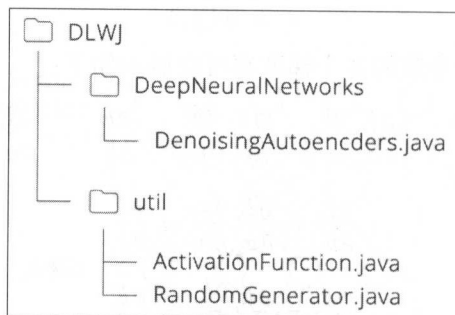 DLWJ
DeepNeuralNetworks
DenoisingAutoencders.java
util
ActivationFunction.java
RandomGenerator.java